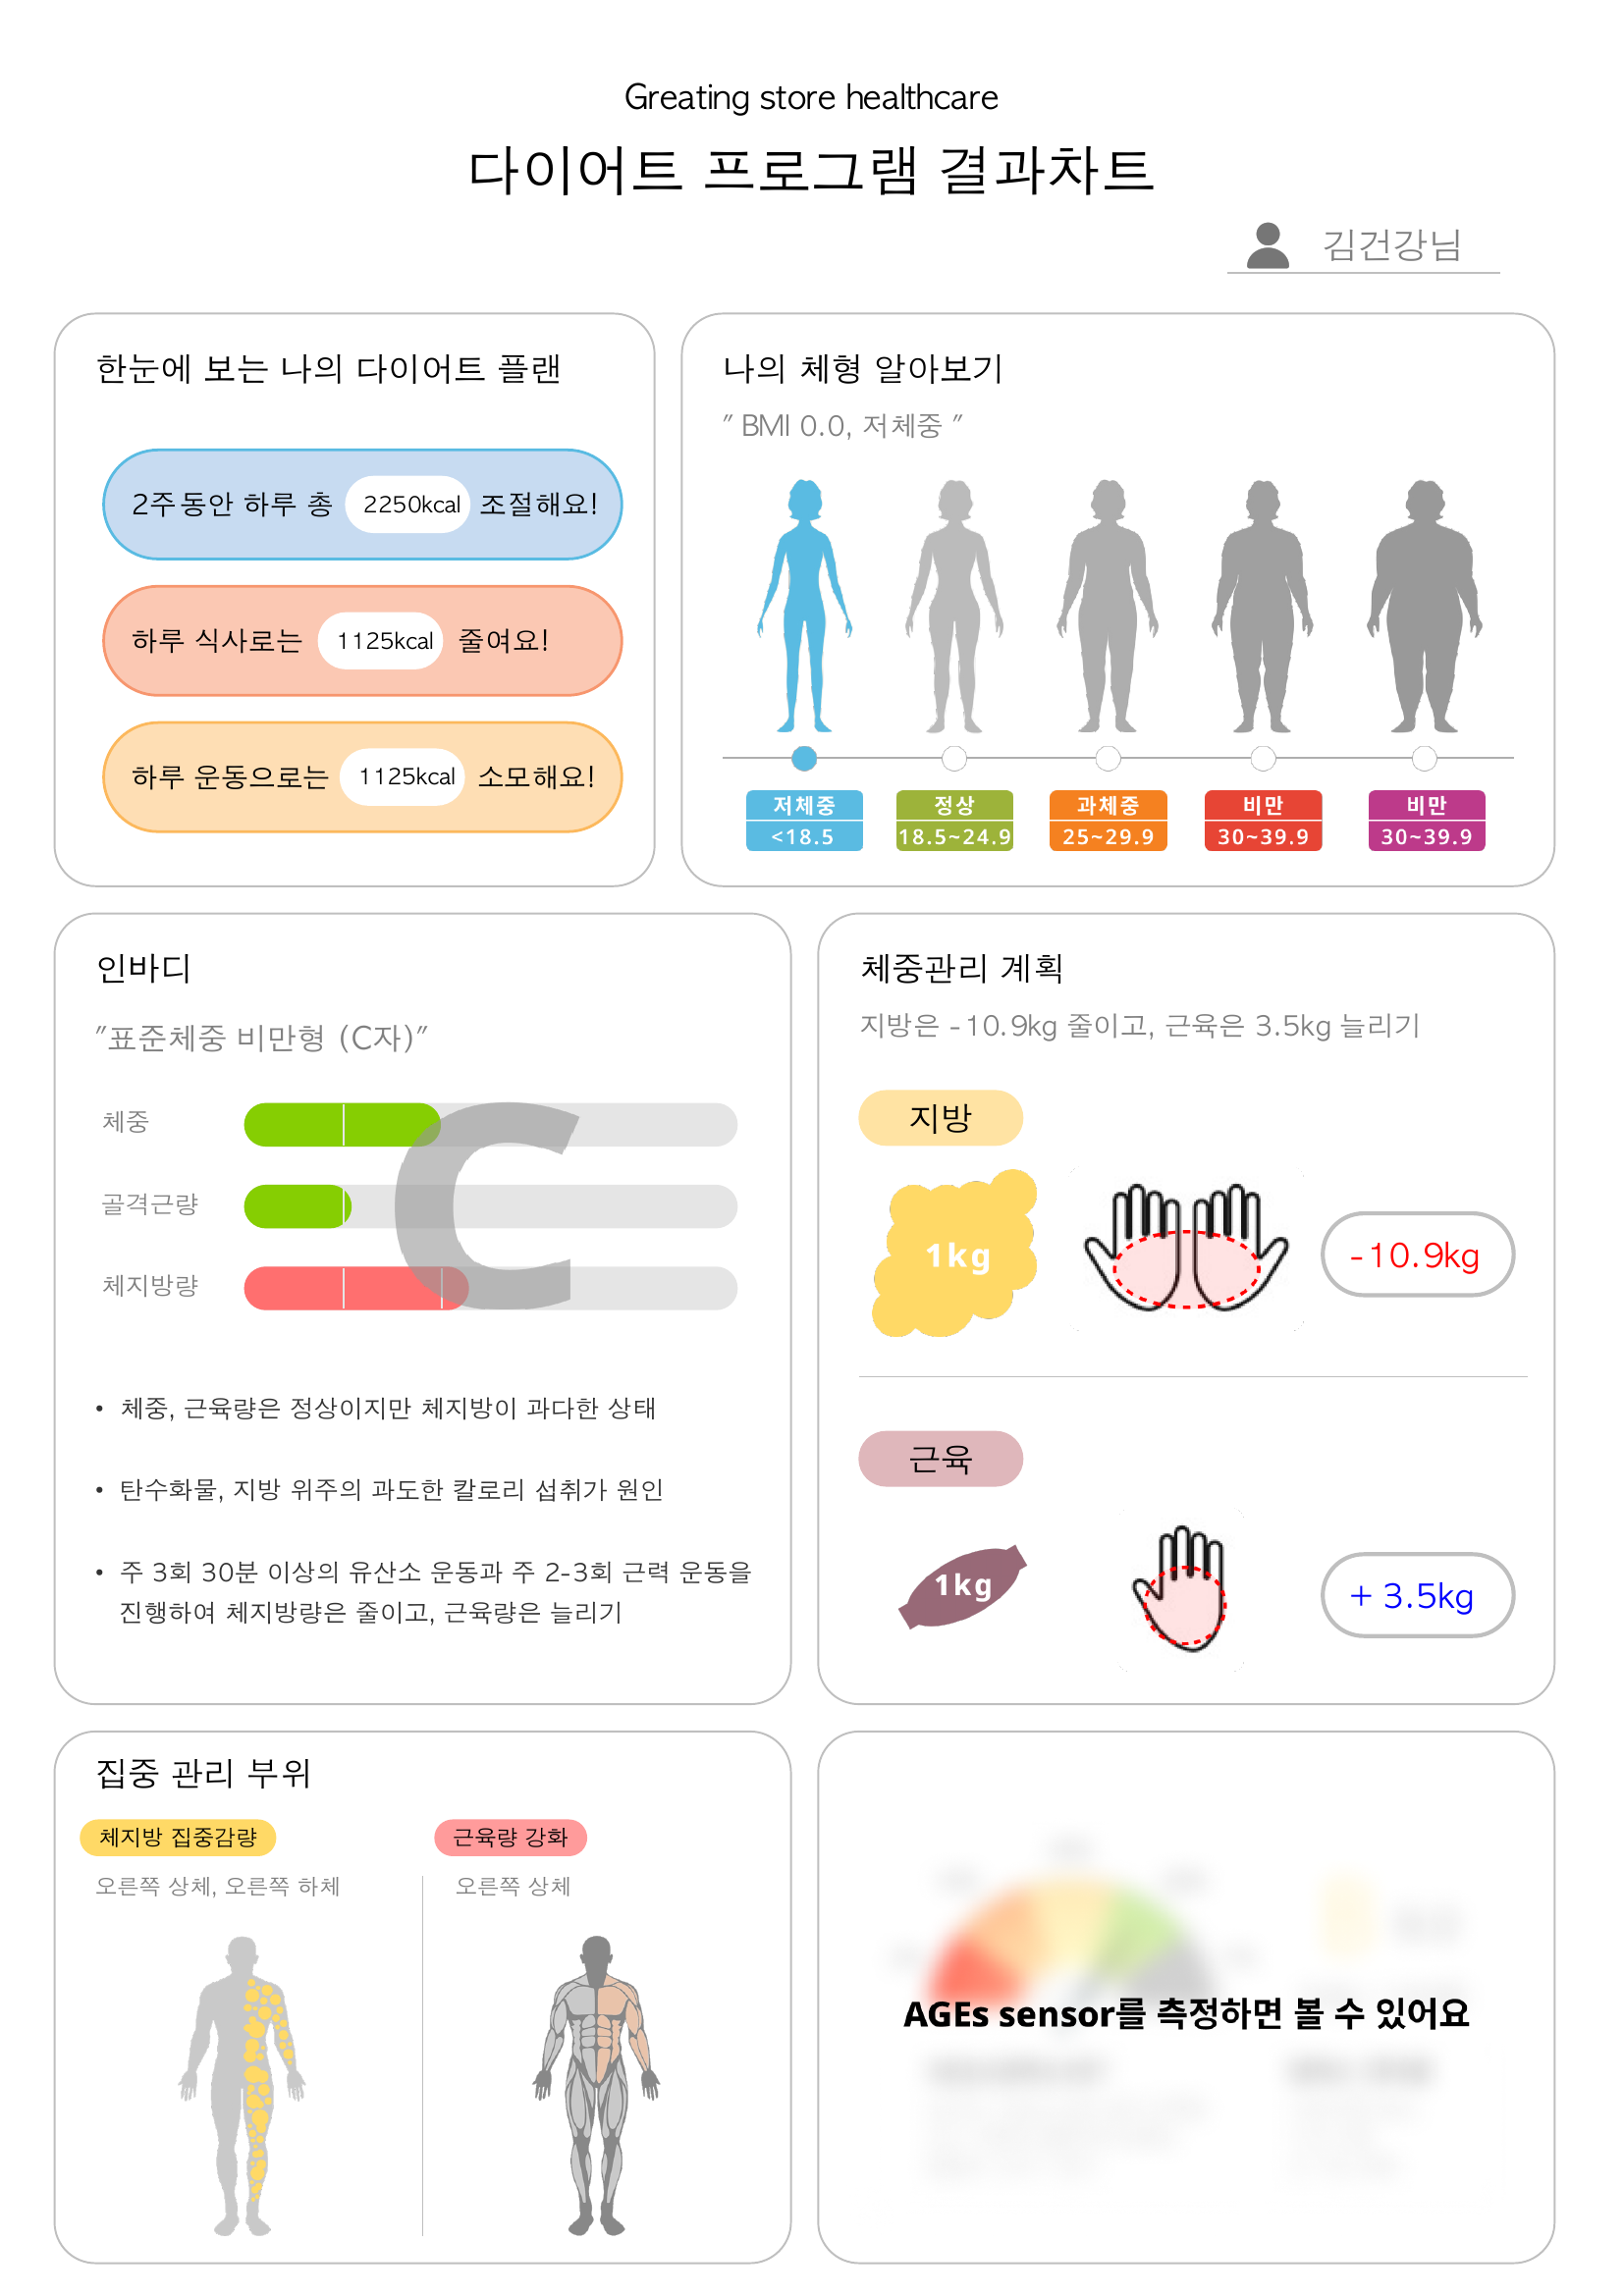 Greating store healthcare
다이어트 프로그램 결과차트
김건강님
한눈에 보는 나의 다이어트 플랜
2주동안 하루 총 2250kcal 조절해요!
하루 식사로는 1125kcal 줄여요!
하루 운동으로는 1125kcal 소모해요!
나의 체형 알아보기
" BMI 0.0, 저체중 "
저체중 정상 과체중 비만 비만
<18.5 18.5~24.9 25~29.9 30~39.9 30~39.9
인바디
"표준체중 비만형 (C자)"
체중
골격근량
체지방량
C
• 체중, 근육량은 정상이지만 체지방이 과다한 상태
• 탄수화물, 지방 위주의 과도한 칼로리 섭취가 원인
• 주 3회 30분 이상의 유산소 운동과 주 2-3회 근력 운동을
진행하여 체지방량은 줄이고, 근육량은 늘리기
체중관리 계획
지방은 -10.9kg 줄이고, 근육은 3.5kg 늘리기
지방
1kg
-10.9kg
근육
1kg
+ 3.5kg
집중 관리 부위
체지방 집중감량
오른쪽 상체, 오른쪽 하체
근육량 강화
오른쪽 상체
AGEs sensor를 측정하면 볼 수 있어요